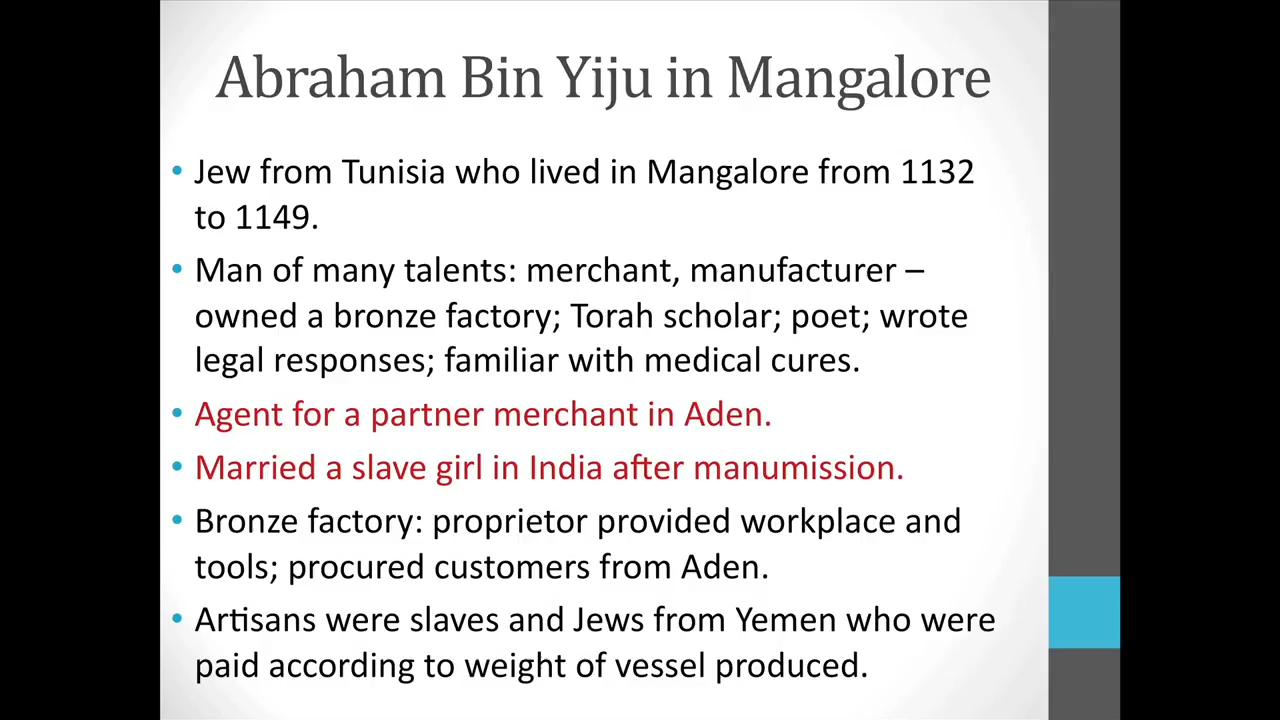 Abraham Bin Yiju in Mangalore
• Jew from Tunisia who lived in Mangalore from 1132
to 1149.
• Man of many talents: merchant, manufacturer –
owned a bronze factory; Torah scholar; poet; wrote
legal responses; familiar with medical cures.
• Agent for a partner merchant in Aden.
• Married a slave girl in India after manumission.
• Bronze factory: proprietor provided workplace and
tools; procured customers from Aden.
• Artisans were slaves and Jews from Yemen who were
paid according to weight of vessel produced.